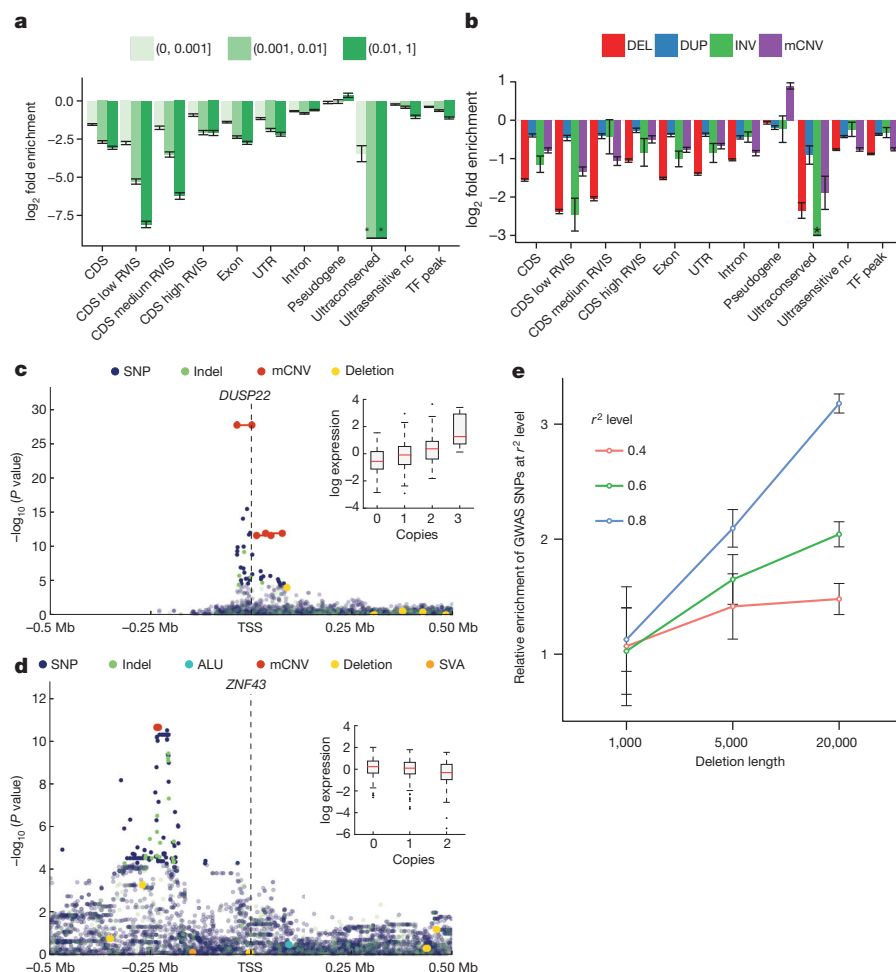 a
(0, 0.001] (0.001, 0.01] (0.01, 1]
log2 fold enrichment
0.0
−2.5
−5.0
−7.5
* *
CDS
CDS low RVIS
CDS medium RVIS
CDS high RVIS
Exon
UTR
Intron
Pseudogene
Ultraconserved
Ultrasensitive nc
TF peak
b
DEL DUP INV mCNV
log2 fold enrichment
1
0
−1
−2
−3
*
CDS
CDS low RVIS
CDS medium RVIS
CDS high RVIS
Exon
UTR
Intron
Pseudogene
Ultraconserved
Ultrasensitive nc
TF peak
c
SNP Indel mCNV Deletion
DUSP22
−log10 (P value)
30
25
20
15
10
5
0
−0.5 Mb −0.25 Mb TSS 0.25 Mb 0.50 Mb
log expression
4
2
0
−2
−4
0 1 2 3
Copies
d
SNP Indel ALU mCNV Deletion SVA
ZNF43
−log10 (P value)
12
10
8
6
4
2
0
−0.5 Mb −0.25 Mb TSS 0.25 Mb 0.50 Mb
log expression
4
2
0
−2
−4
−6
0 1 2
Copies
e
Relative enrichment of GWAS SNPs at r2 level
r2 level
0.4
0.6
0.8
3
2
1
1,000 5,000 20,000
Deletion length